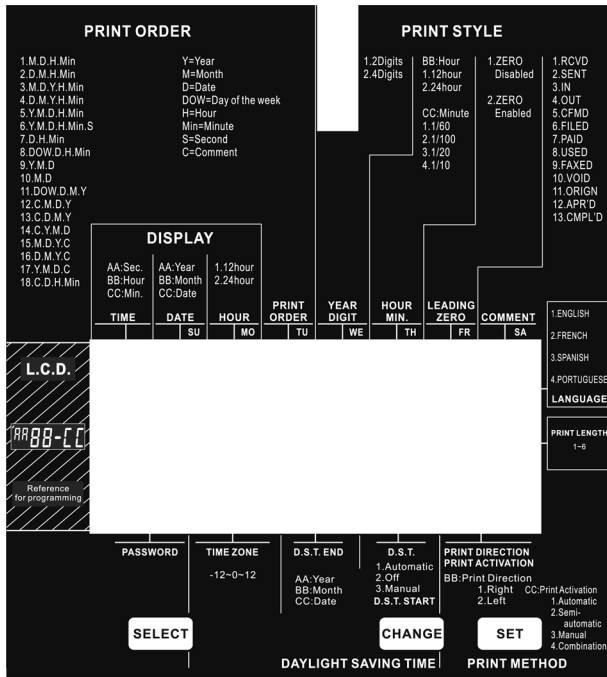 PRINT ORDER
1.M.D.H.Min
2.D.M.H.Min
3.M.D.Y.H.Min
4.D.M.Y.H.Min
5.Y.M.D.H.Min
6.Y.M.D.H.Min.S
7.D.H.Min
8.DOW.D.H.Min
9.Y.M.D
10.M.D
11.DOW.D.M.Y
12.C.M.D.Y
13.C.D.M.Y
14.C.Y.M.D
15.M.D.Y.C
16.D.M.Y.C
17.Y.M.D.C
18.C.D.H.Min
Y=Year
M=Month
D=Date
DOW=Day of the week
H=Hour
Min=Minute
S=Second
C=Comment
PRINT STYLE
1.2Digits
2.4Digits
BB:Hour
1.12hour
2.24hour
CC:Minute
1.1/60
2.1/100
3.1/20
4.1/10
1.ZERO
Disabled
2.ZERO
Enabled
1.RCVD
2.SENT
3.IN
4.OUT
5.CFMD
6.FILED
7.PAID
8.USED
9.FAXED
10.VOID
11.ORIGN
12.APR'D
13.CMPL'D
DISPLAY
AA:Sec.
BB:Hour
CC:Min.
AA:Year
BB:Month
CC:Date
1.12hour
2.24hour
TIME
DATE
HOUR
PRINT
ORDER
YEAR
DIGIT
HOUR
MIN.
LEADING
ZERO
COMMENT
SU
MO
TU
WE
TH
FR
SA
L.C.D.
AA BB-CC
Reference
for programming
1.ENGLISH
2.FRENCH
3.SPANISH
4.PORTUGUESE
LANGUAGE
PRINT LENGTH
1~6
PASSWORD
TIME ZONE
-12~0~12
D.S.T. END
AA:Year
BB:Month
CC:Date
D.S.T.
1.Automatic
2.Off
3.Manual
D.S.T. START
PRINT DIRECTION
PRINT ACTIVATION
BB:Print Direction
1.Right
2.Left
CC:Print Activation
1.Automatic
2.Semi-
automatic
3.Manual
4.Combination
SELECT
CHANGE
SET
DAYLIGHT SAVING TIME
PRINT METHOD